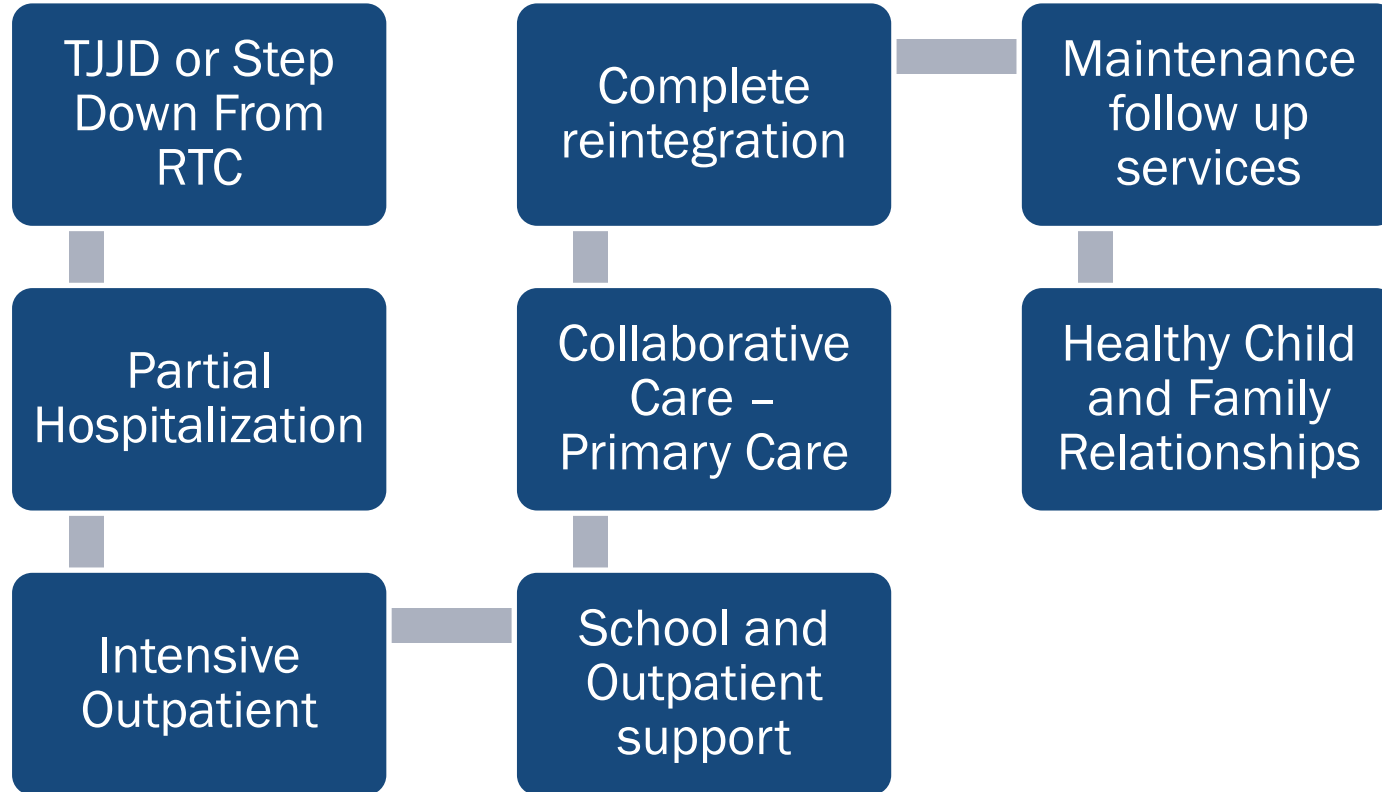 TJJD or Step
Down From
RTC
Partial
Hospitalization
Intensive
Outpatient
School and
Outpatient
support
Collaborative
Care –
Primary Care
Complete
reintegration
Maintenance
follow up
services
Healthy Child
and Family
Relationships